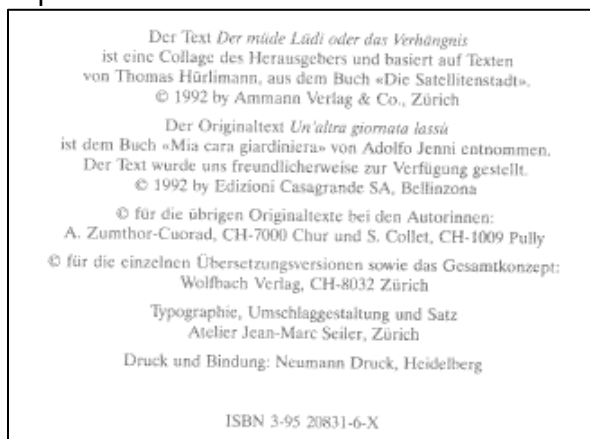 Der Text Der müde Lüdi oder das Verhängnis
ist eine Collage des Herausgebers und basiert auf Texten
von Thomas Hürlimann, aus dem Buch «Die Satellitenstadt».
© 1992 by Ammann Verlag & Co., Zürich
Der Originaltext Un'altra giornata lassù
ist dem Buch «Mia cara giardiniera» von Adolfo Jenni entnommen.
Der Text wurde uns freundlicherweise zur Verfügung gestellt.
© 1992 by Edizioni Casagrande SA, Bellinzona
© für die übrigen Originaltexte bei den Autorinnen:
A. Zumthor-Cuorad, CH-7000 Chur und S. Collet, CH-1009 Pully
© für die einzelnen Übersetzungsversionen sowie das Gesamtkonzept:
Wolfbach Verlag, CH-8032 Zürich
Typographie, Umschlaggestaltung und Satz
Atelier Jean-Marc Seiler, Zürich
Druck und Bindung: Neumann Druck, Heidelberg
ISBN 3-95 20831-6-X